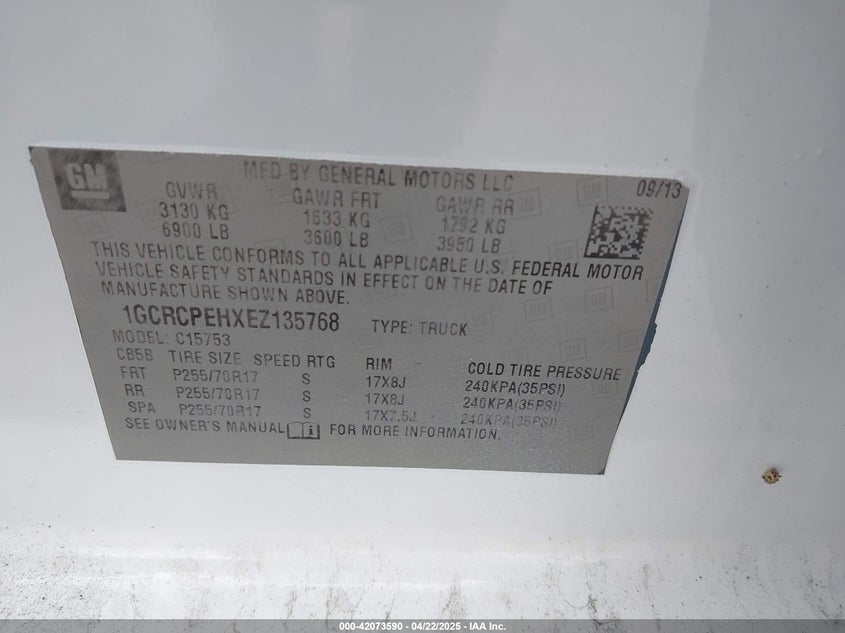 GM
MFD BY GENERAL MOTORS LLC 09/13
GVWR GAWR FRT GAWR RR
3130 KG 1633 KG 1792 KG
6900 LB 3600 LB 3950 LB
THIS VEHICLE CONFORMS TO ALL APPLICABLE U.S. FEDERAL MOTOR
VEHICLE SAFETY STANDARDS IN EFFECT ON THE DATE OF
MANUFACTURE SHOWN ABOVE.
1GCRCPEHXEZ135768 TYPE: TRUCK
MODEL: C15753
CB5B TIRE SIZE SPEED RTG RIM COLD TIRE PRESSURE
FRT P255/70R17 S 17X8J 240KPA(35PSI)
RR P255/70R17 S 17X8J 240KPA(35PSI)
SPA P255/70R17 S 17X7.5J 240KPA(35PSI)
SEE OWNER'S MANUAL i FOR MORE INFORMATION.
000-42073590 - 04/22/2025 - IAA Inc.